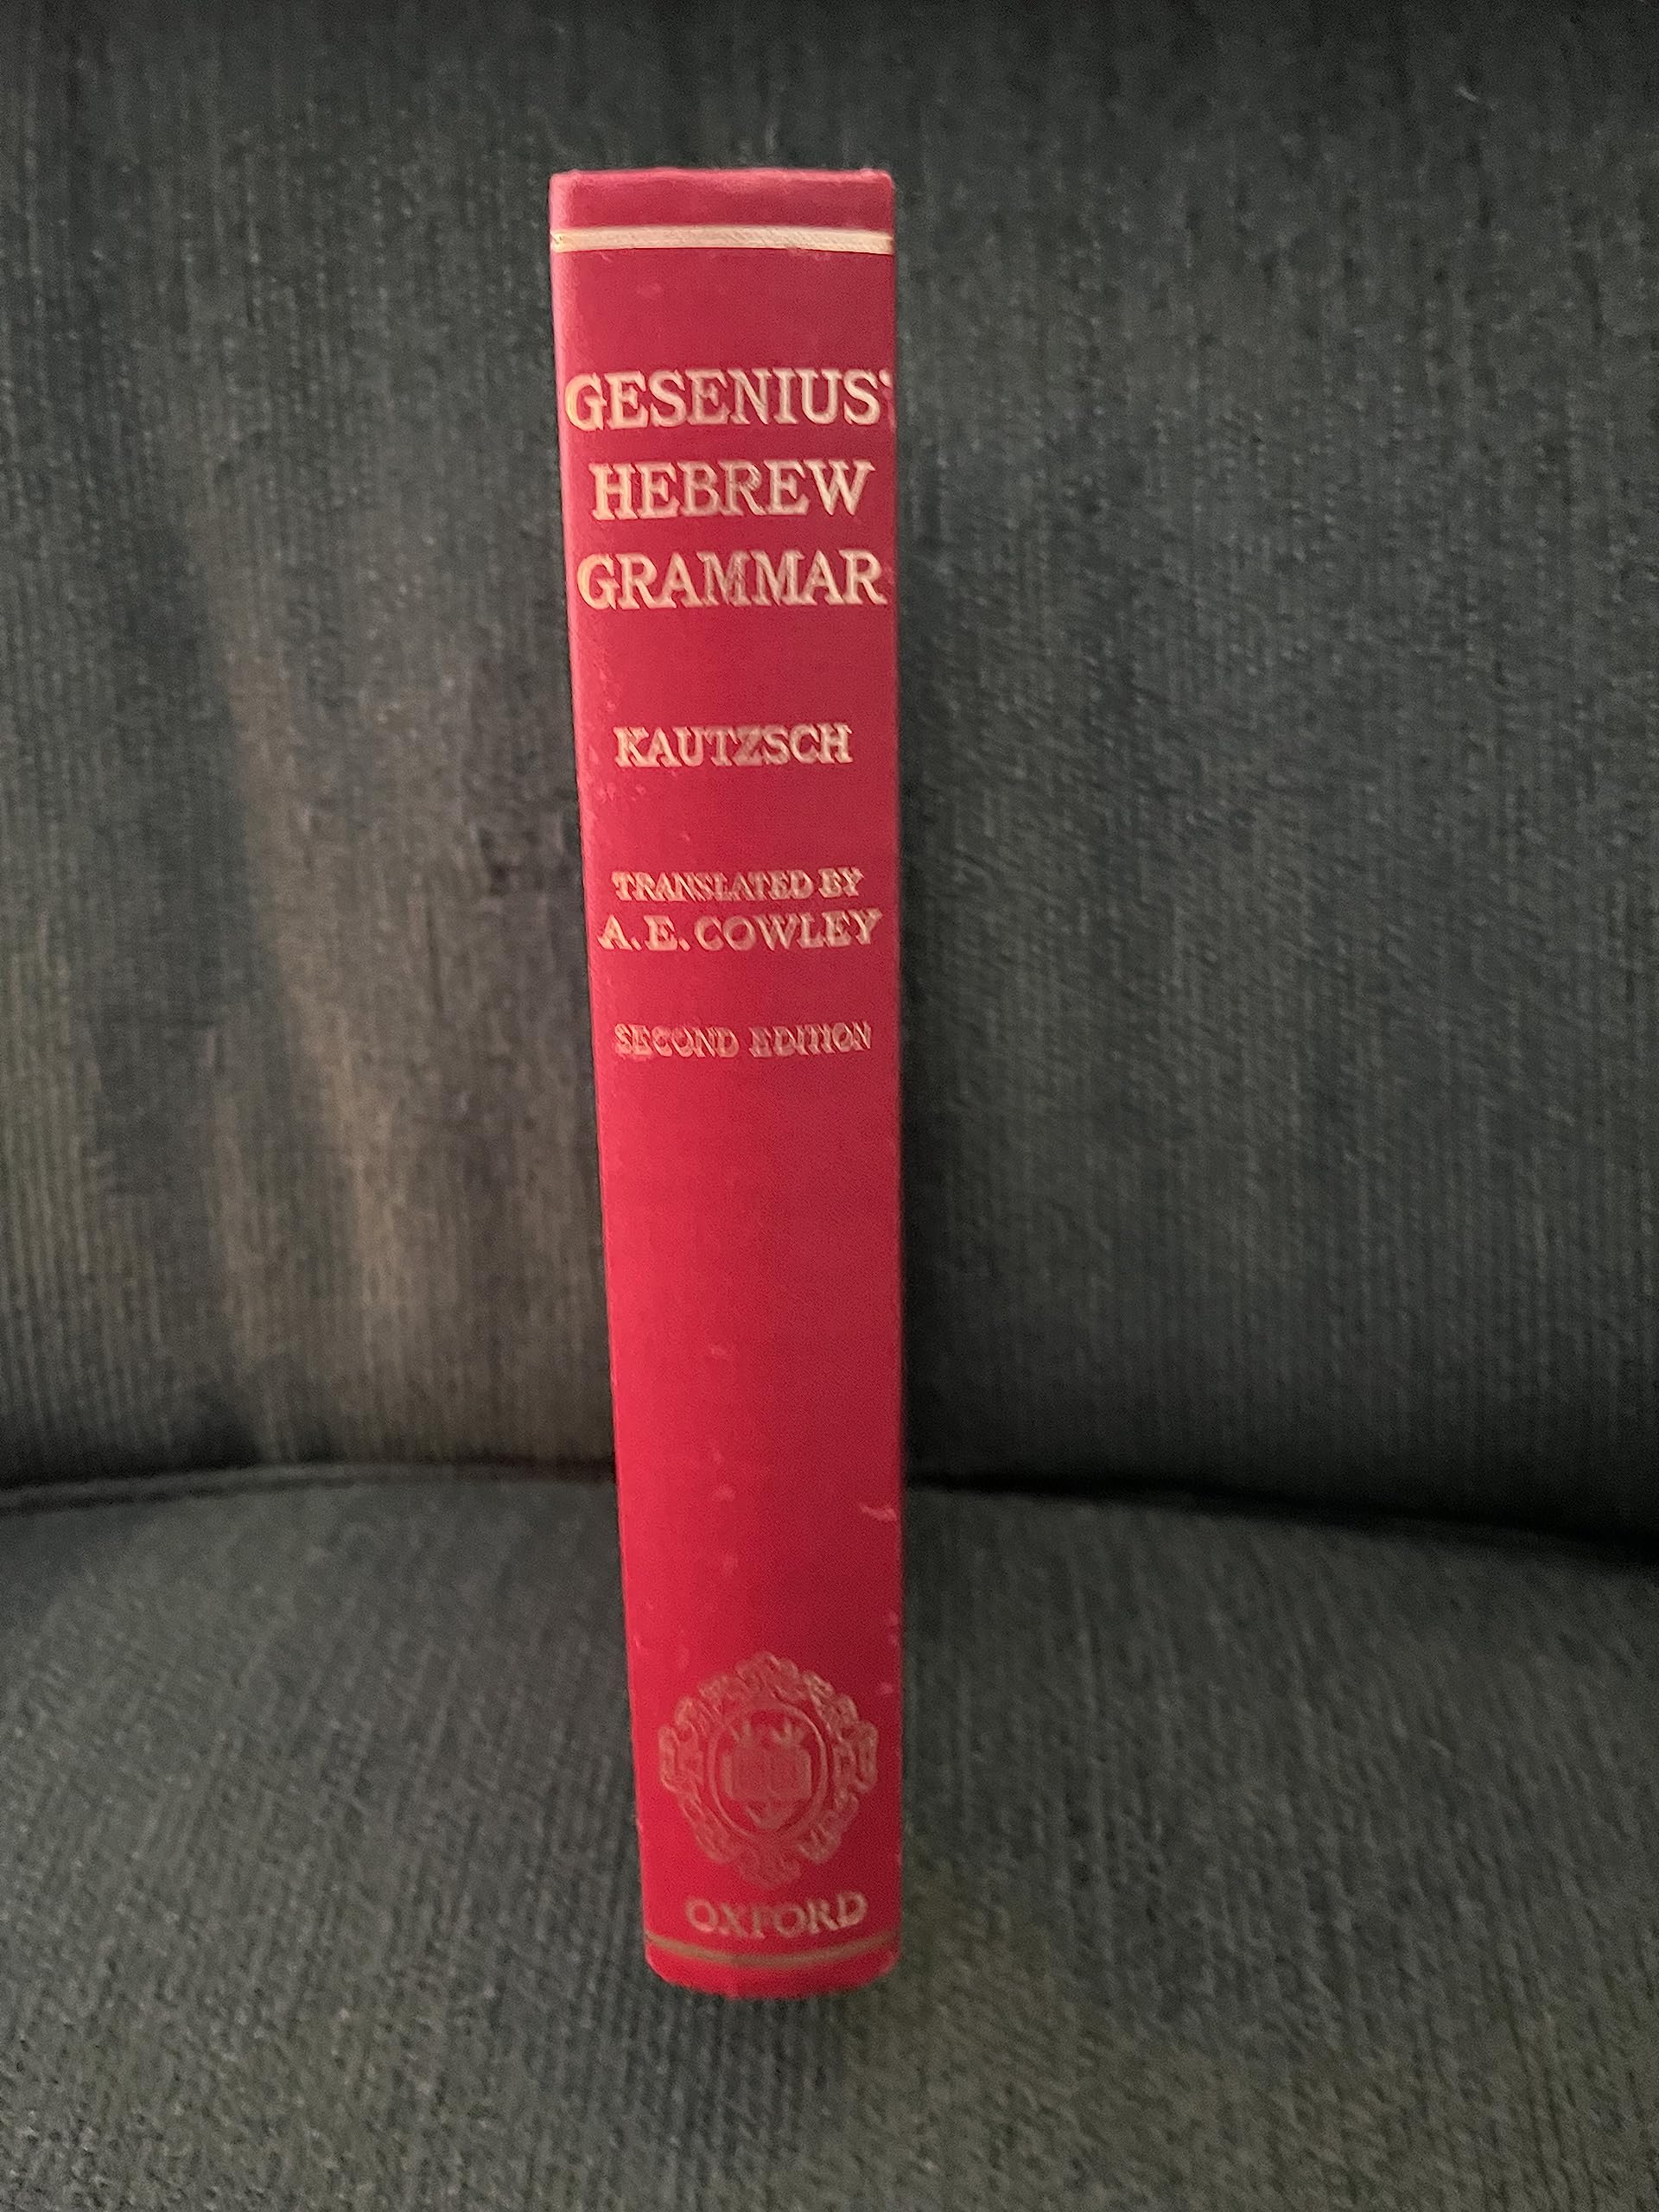 GESENIUS'
HEBREW
GRAMMAR
KAUTZSCH
TRANSLATED BY
A. E. COWLEY
SECOND EDITION
OXFORD